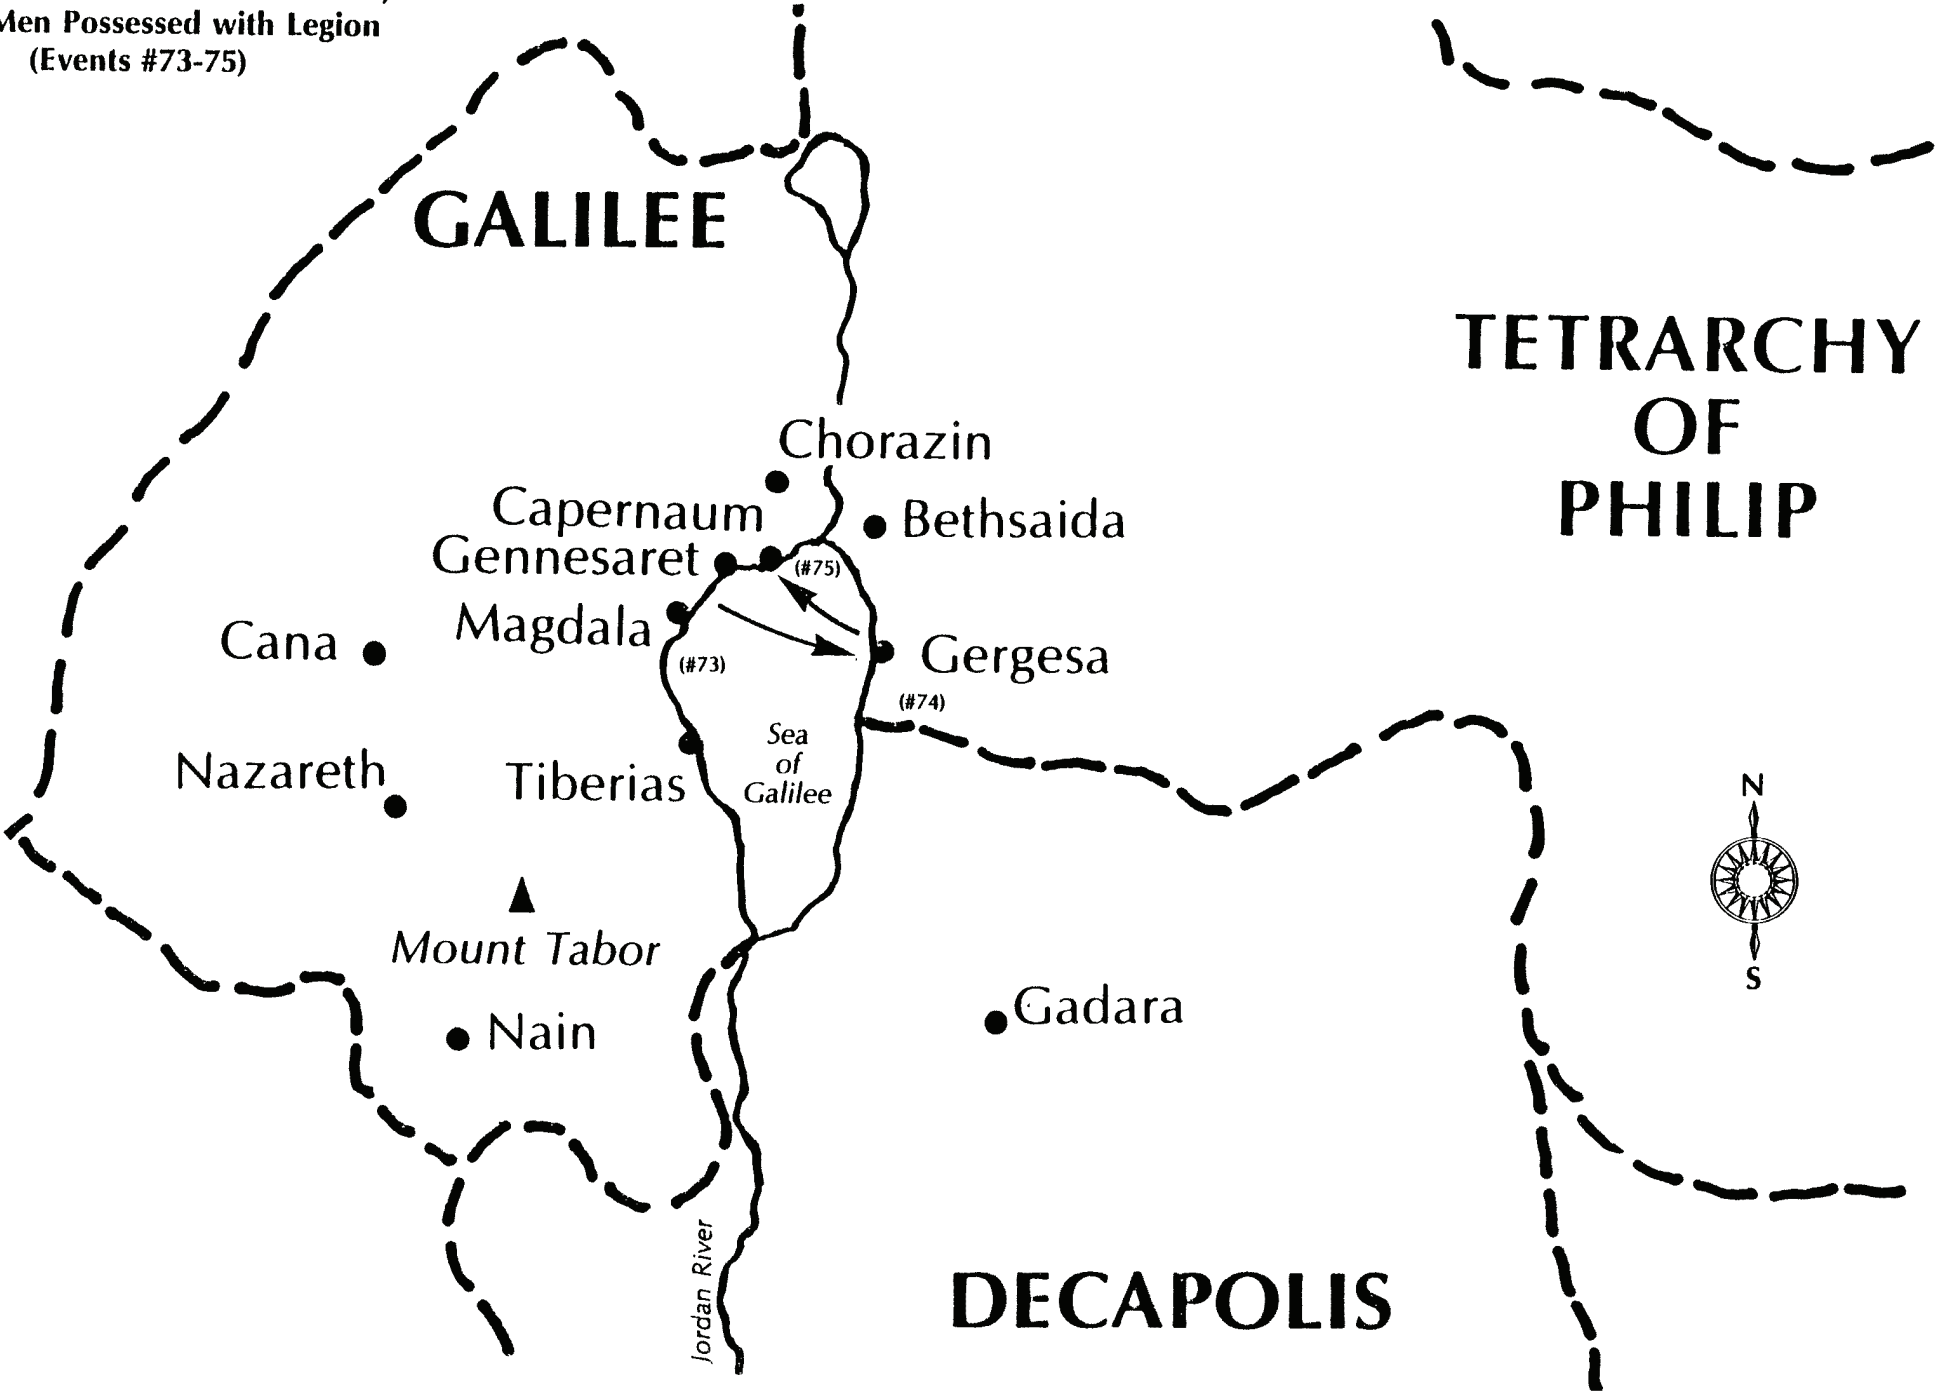 Men Possessed with Legion
(Events #73-75)
GALILEE
TETRARCHY
OF
PHILIP
Chorazin
Capernaum
Bethsaida
Gennesaret
(#75)
Magdala
Cana
Gergesa
(#73)
(#74)
Sea
of
Galilee
Nazareth
Tiberias
N
Mount Tabor
S
Gadara
Nain
Jordan River
DECAPOLIS